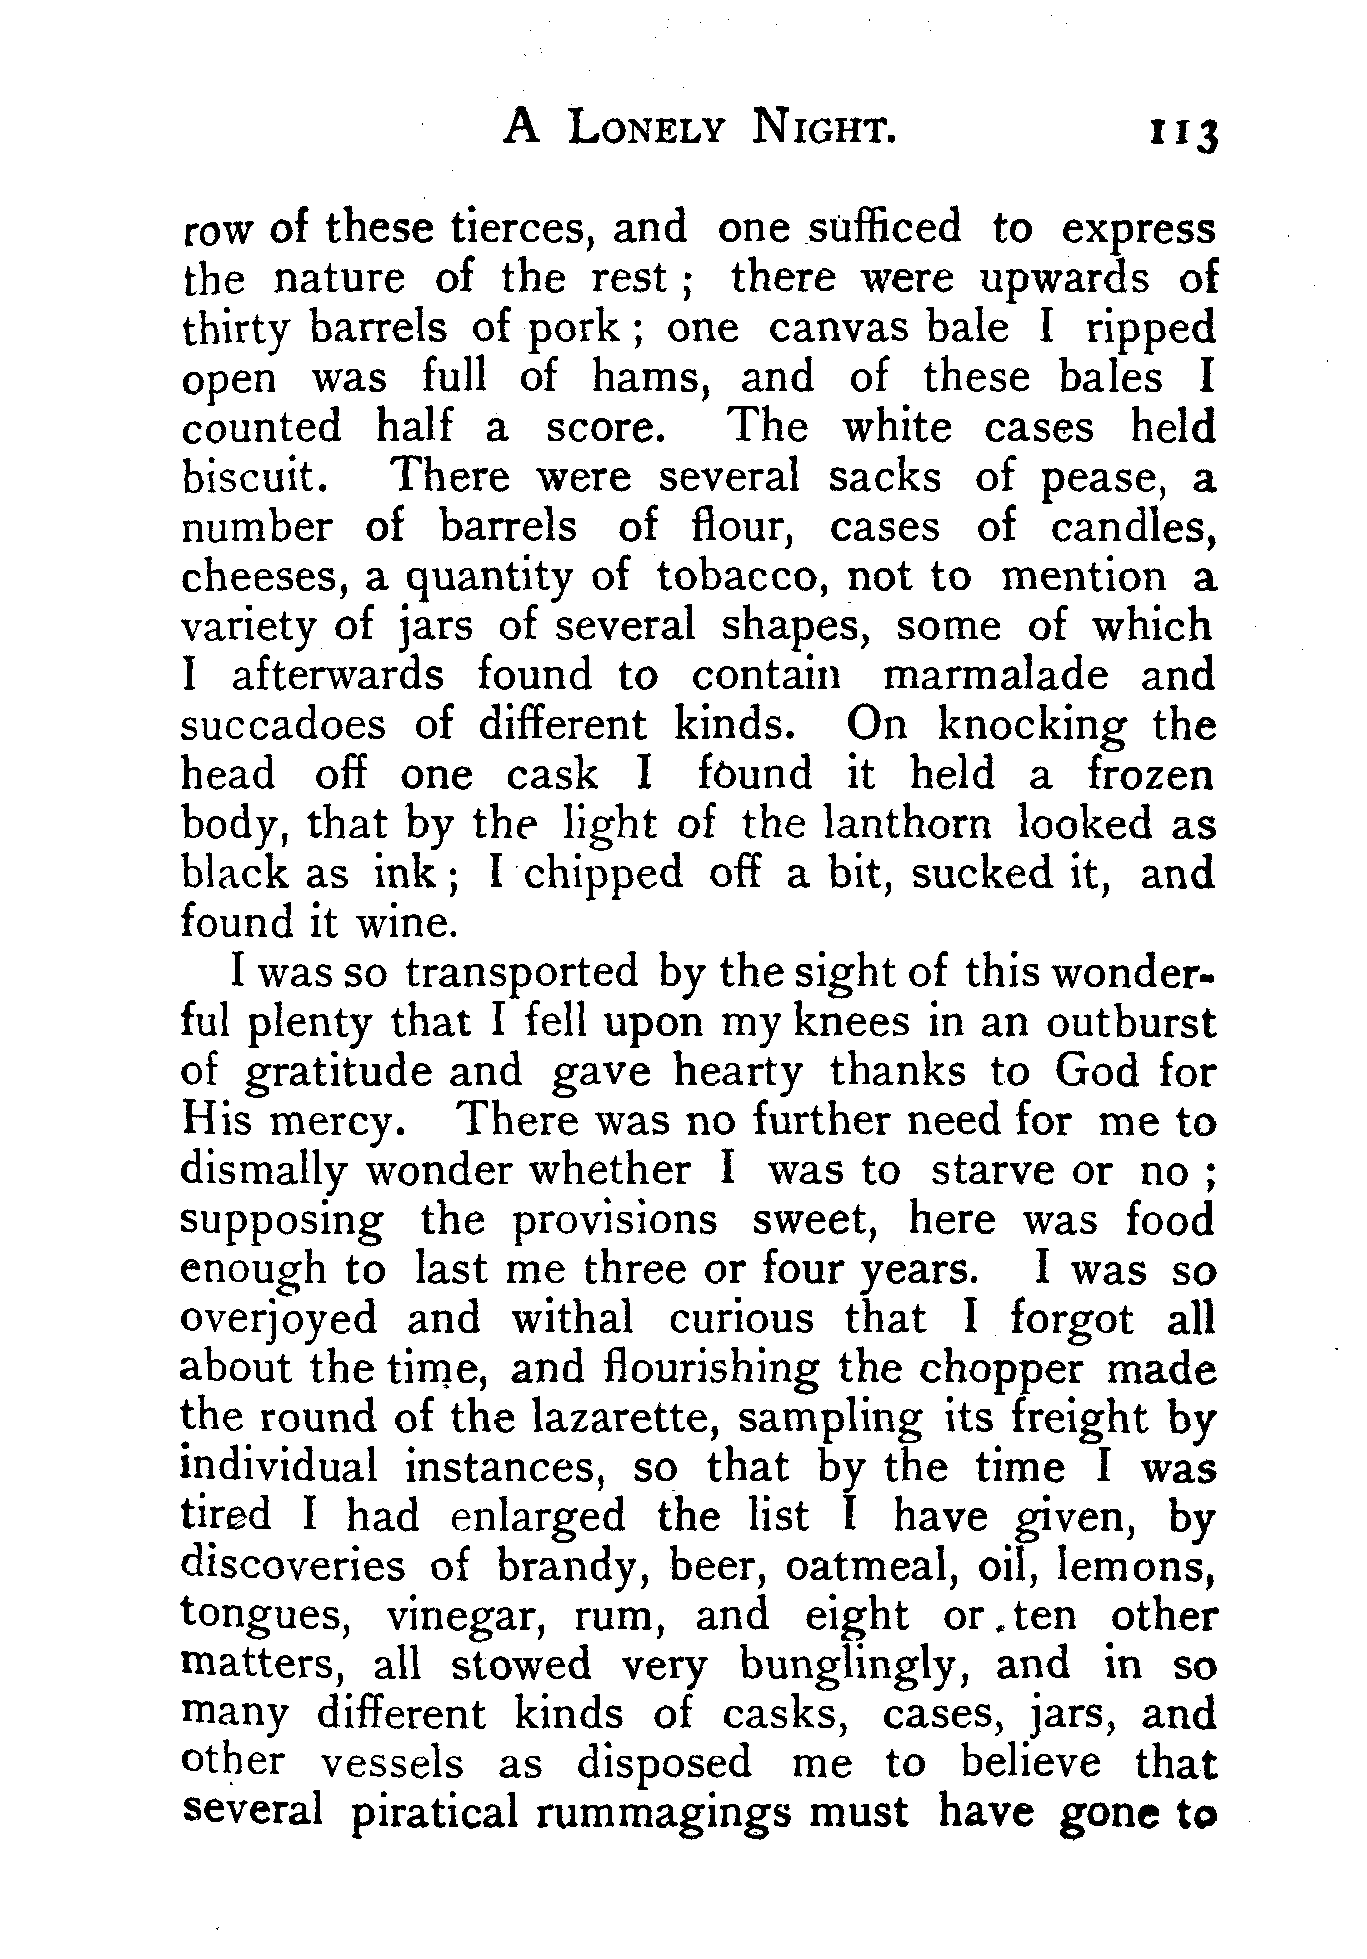 A LONELY NIGHT. 113
row of these tierces, and one sufficed to express
the nature of the rest ; there were upwards of
thirty barrels of pork ; one canvas bale I ripped
open was full of hams, and of these bales I
counted half a score. The white cases held
biscuit. There were several sacks of pease, a
number of barrels of flour, cases of candles,
cheeses, a quantity of tobacco, not to mention a
variety of jars of several shapes, some of which
I afterwards found to contain marmalade and
succadoes of different kinds. On knocking the
head off one cask I found it held a frozen
body, that by the light of the lanthorn looked as
black as ink ; I chipped off a bit, sucked it, and
found it wine.
I was so transported by the sight of this wonder-
ful plenty that I fell upon my knees in an outburst
of gratitude and gave hearty thanks to God for
His mercy. There was no further need for me to
dismally wonder whether I was to starve or no ;
supposing the provisions sweet, here was food
enough to last me three or four years. I was so
overjoyed and withal curious that I forgot all
about the time, and flourishing the chopper made
the round of the lazarette, sampling its freight by
individual instances, so that by the time I was
tired I had enlarged the list I have given, by
discoveries of brandy, beer, oatmeal, oil, lemons,
tongues, vinegar, rum, and eight or ten other
matters, all stowed very bunglingly, and in so
many different kinds of casks, cases, jars, and
other vessels as disposed me to believe that
several piratical rummagings must have gone to